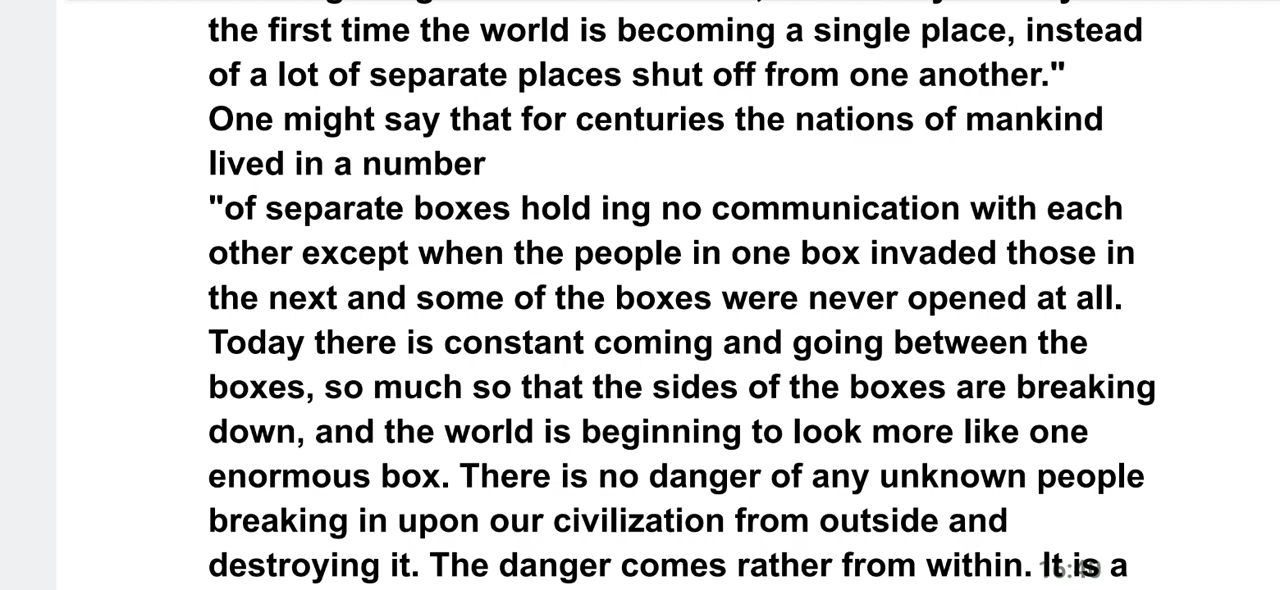 the first time the world is becoming a single place, instead
of a lot of separate places shut off from one another."
One might say that for centuries the nations of mankind
lived in a number
"of separate boxes hold ing no communication with each
other except when the people in one box invaded those in
the next and some of the boxes were never opened at all.
Today there is constant coming and going between the
boxes, so much so that the sides of the boxes are breaking
down, and the world is beginning to look more like one
enormous box. There is no danger of any unknown people
breaking in upon our civilization from outside and
destroying it. The danger comes rather from within. It is a